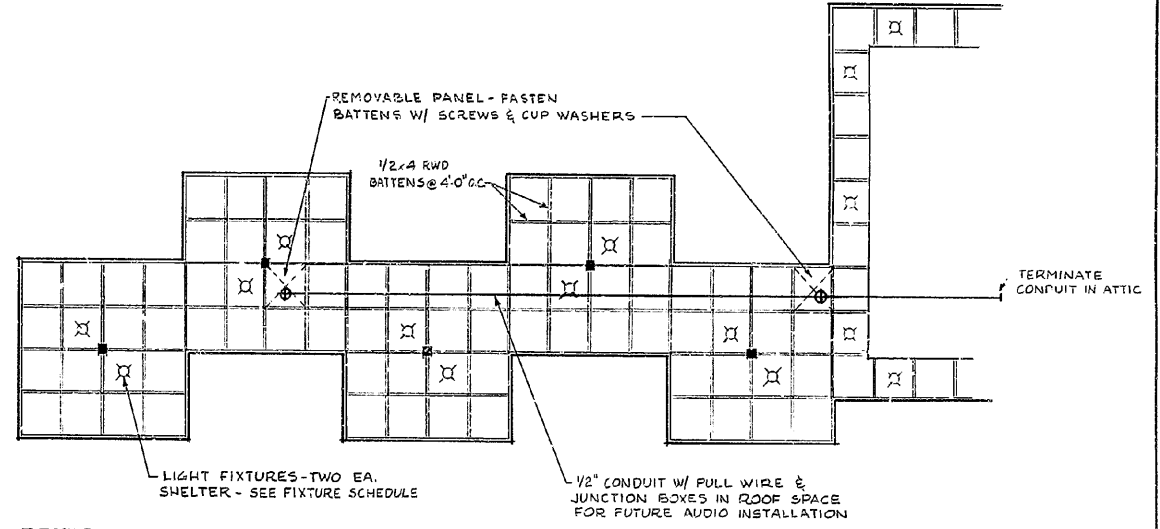 REMOVABLE PANEL - FASTEN
BATTENS W/ SCREWS & CUP WASHERS
1/2x4 RWD
BATTENS @ 4'-0" O.C.
TERMINATE
CONDUIT IN ATTIC
LIGHT FIXTURES - TWO EA.
SHELTER - SEE FIXTURE SCHEDULE
1/2" CONDUIT W/ PULL WIRE &
JUNCTION BOXES IN ROOF SPACE
FOR FUTURE AUDIO INSTALLATION